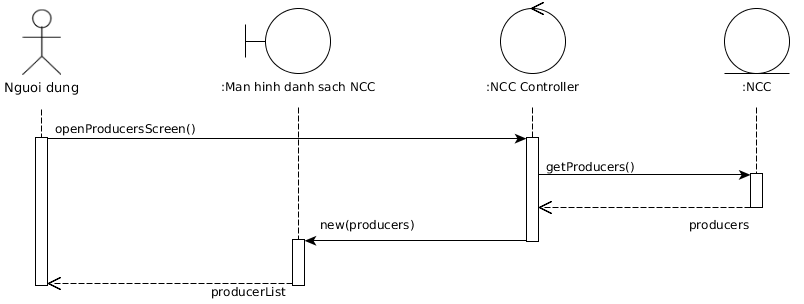 Nguoi dung
:Man hinh danh sach NCC
:NCC Controller
:NCC
openProducersScreen()
getProducers()
producers
new(producers)
producerList